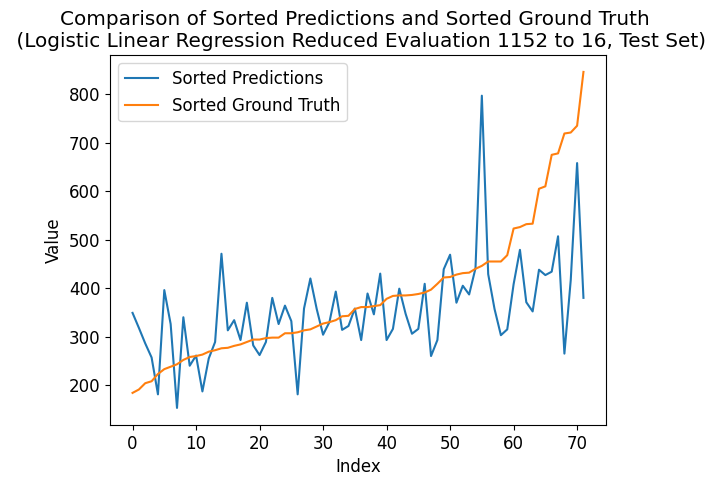 Comparison of Sorted Predictions and Sorted Ground Truth
(Logistic Linear Regression Reduced Evaluation 1152 to 16, Test Set)
Sorted Predictions
Sorted Ground Truth
Value
800
700
600
500
400
300
200
0 10 20 30 40 50 60 70
Index